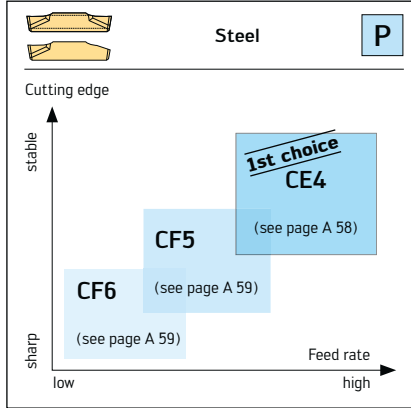 Steel
P
Cutting edge
stable
1st choice
CE4
(see page A 58)
CF5
(see page A 59)
CF6
(see page A 59)
sharp
Feed rate
low
high